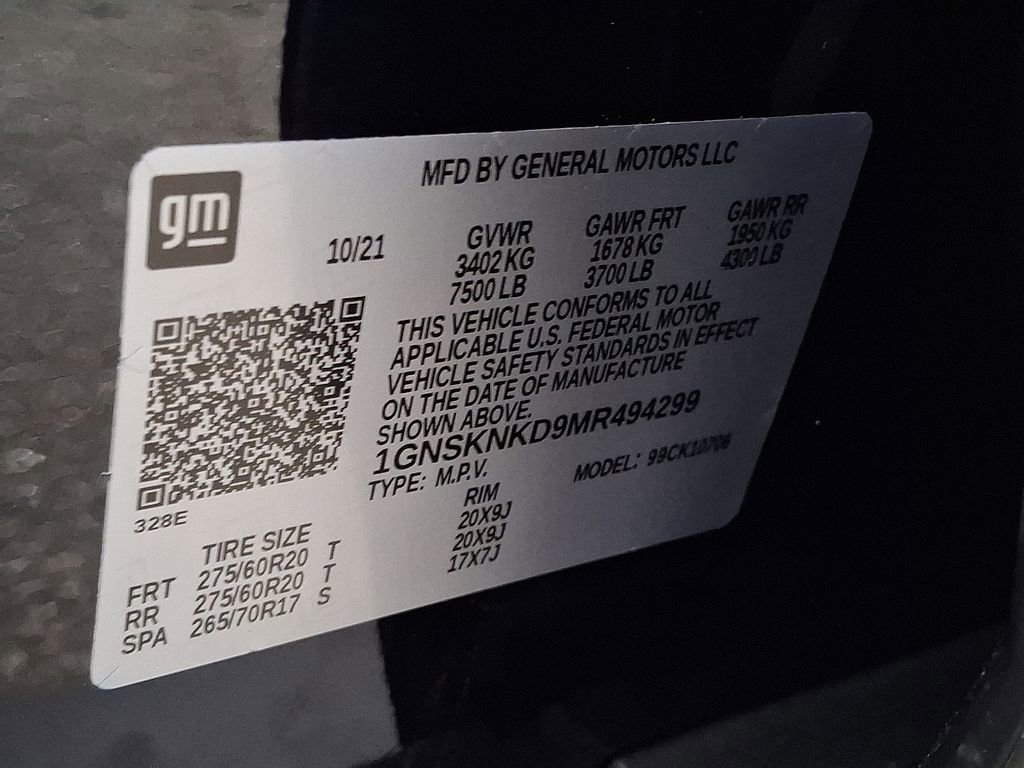 gm
MFD BY GENERAL MOTORS LLC
10/21
GVWR
3402 KG
7500 LB
GAWR FRT
1678 KG
3700 LB
GAWR RR
1950 KG
4300 LB
THIS VEHICLE CONFORMS TO ALL
APPLICABLE U.S. FEDERAL MOTOR
VEHICLE SAFETY STANDARDS IN EFFECT
ON THE DATE OF MANUFACTURE
SHOWN ABOVE.
1GNSKNKD9MR494299
TYPE: M.P.V.
MODEL: 99CK10706
328E
TIRE SIZE
RIM
FRT 275/60R20 T 20X9J
RR 275/60R20 T 20X9J
SPA 265/70R17 S 17X7J